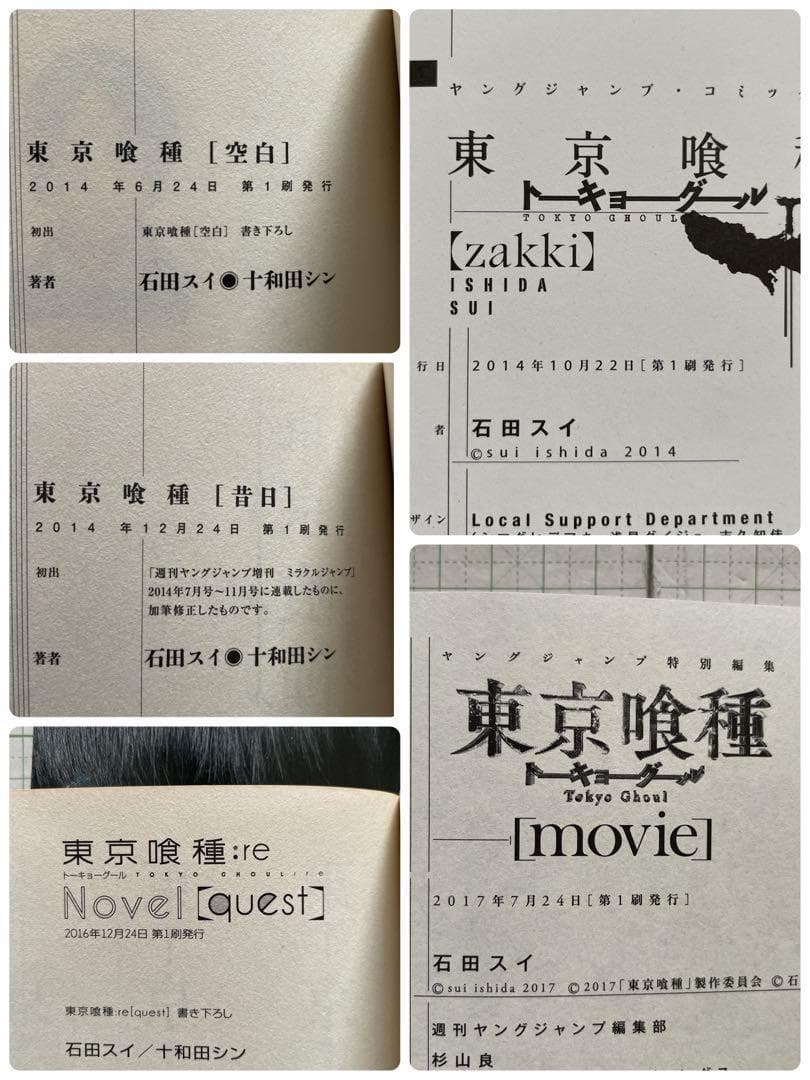 東京喰種[空白]
2014 年6月24日 第1刷発行
初出 東京喰種[空白] 書き下ろし
著者 石田スイ◉十和田シン
東京喰種[昔日]
2014 年12月24日 第1刷発行
初出 「週刊ヤングジャンプ増刊 ミラクルジャンプ」
2014年7月号〜11月号に連載したものに、
加筆修正したものです。
著者 石田スイ◉十和田シン
東京喰種:re
トーキョーグール TOKYO GHOUL:re
Novel[quest]
2016年12月24日 第1刷発行
東京喰種:re[quest] 書き下ろし
石田スイ/十和田シン
ヤングジャンプ・コミッ
東京喰
トーキョーグール
TOKYO GHOUL
【zakki】
ISHIDA
SUI
行日 2014年10月22日[第1刷発行]
者 石田スイ
©sui ishida 2014
ザイン Local Support Department
ヤングジャンプ特別編集
東京喰種
トーキョーグール
Tokyo Ghoul
[movie]
2017年7月24日[第1刷発行]
石田スイ
©sui ishida 2017 ©2017「東京喰種」製作委員会 ©石
週刊ヤングジャンプ編集部
杉山良